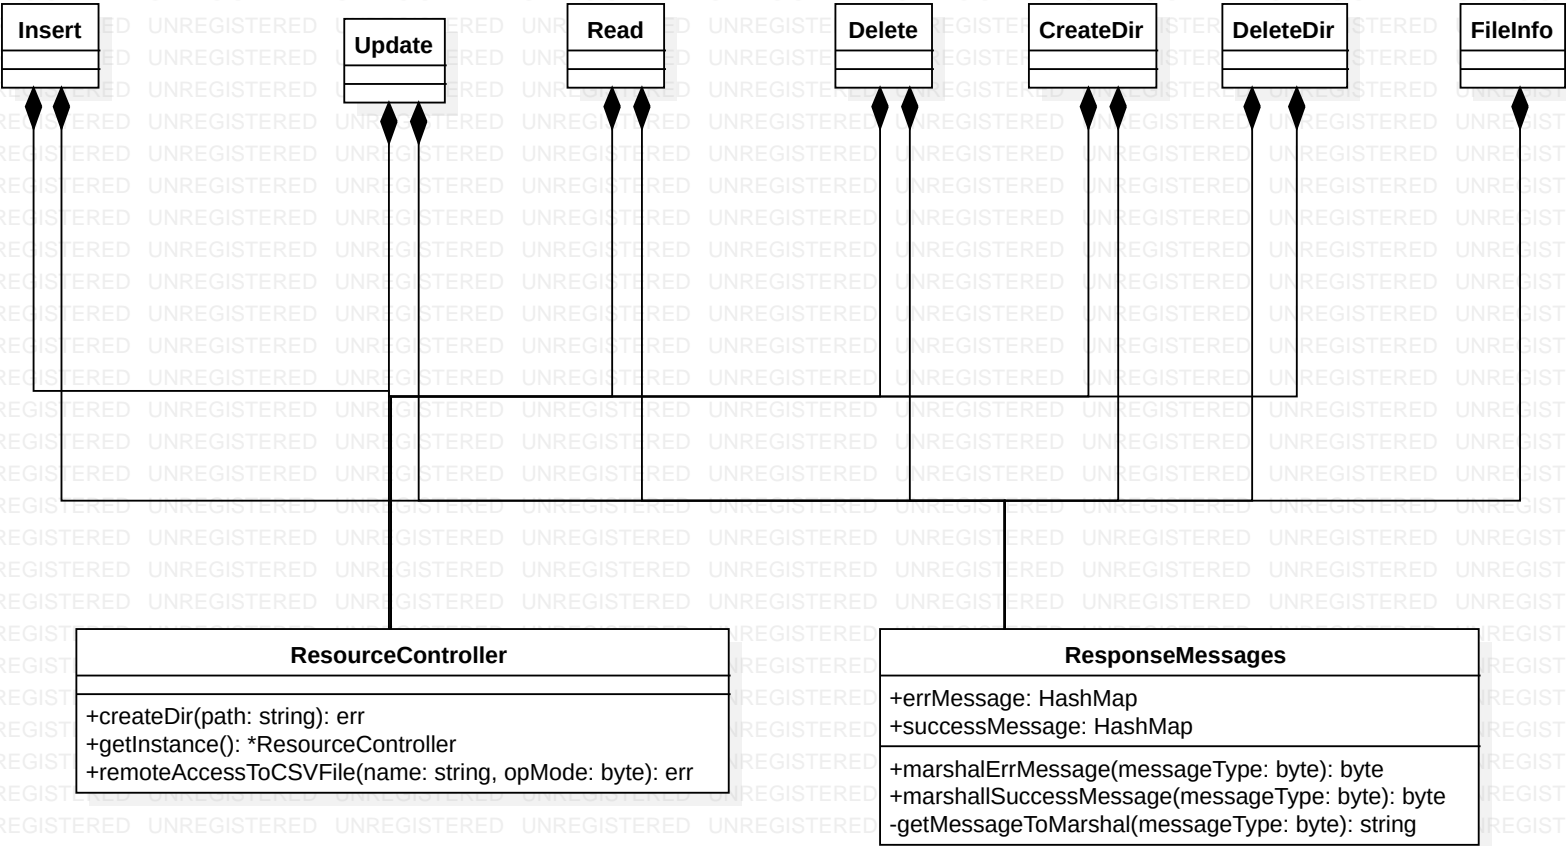 Insert
Update
Read
Delete
CreateDir
DeleteDir
FileInfo
ResourceController
+createDir(path: string): err
+getInstance(): *ResourceController
+remoteAccessToCSVFile(name: string, opMode: byte): err
ResponseMessages
+errMessage: HashMap
+successMessage: HashMap
+marshalErrMessage(messageType: byte): byte
+marshallSuccessMessage(messageType: byte): byte
-getMessageToMarshal(messageType: byte): string
UNREGISTERED